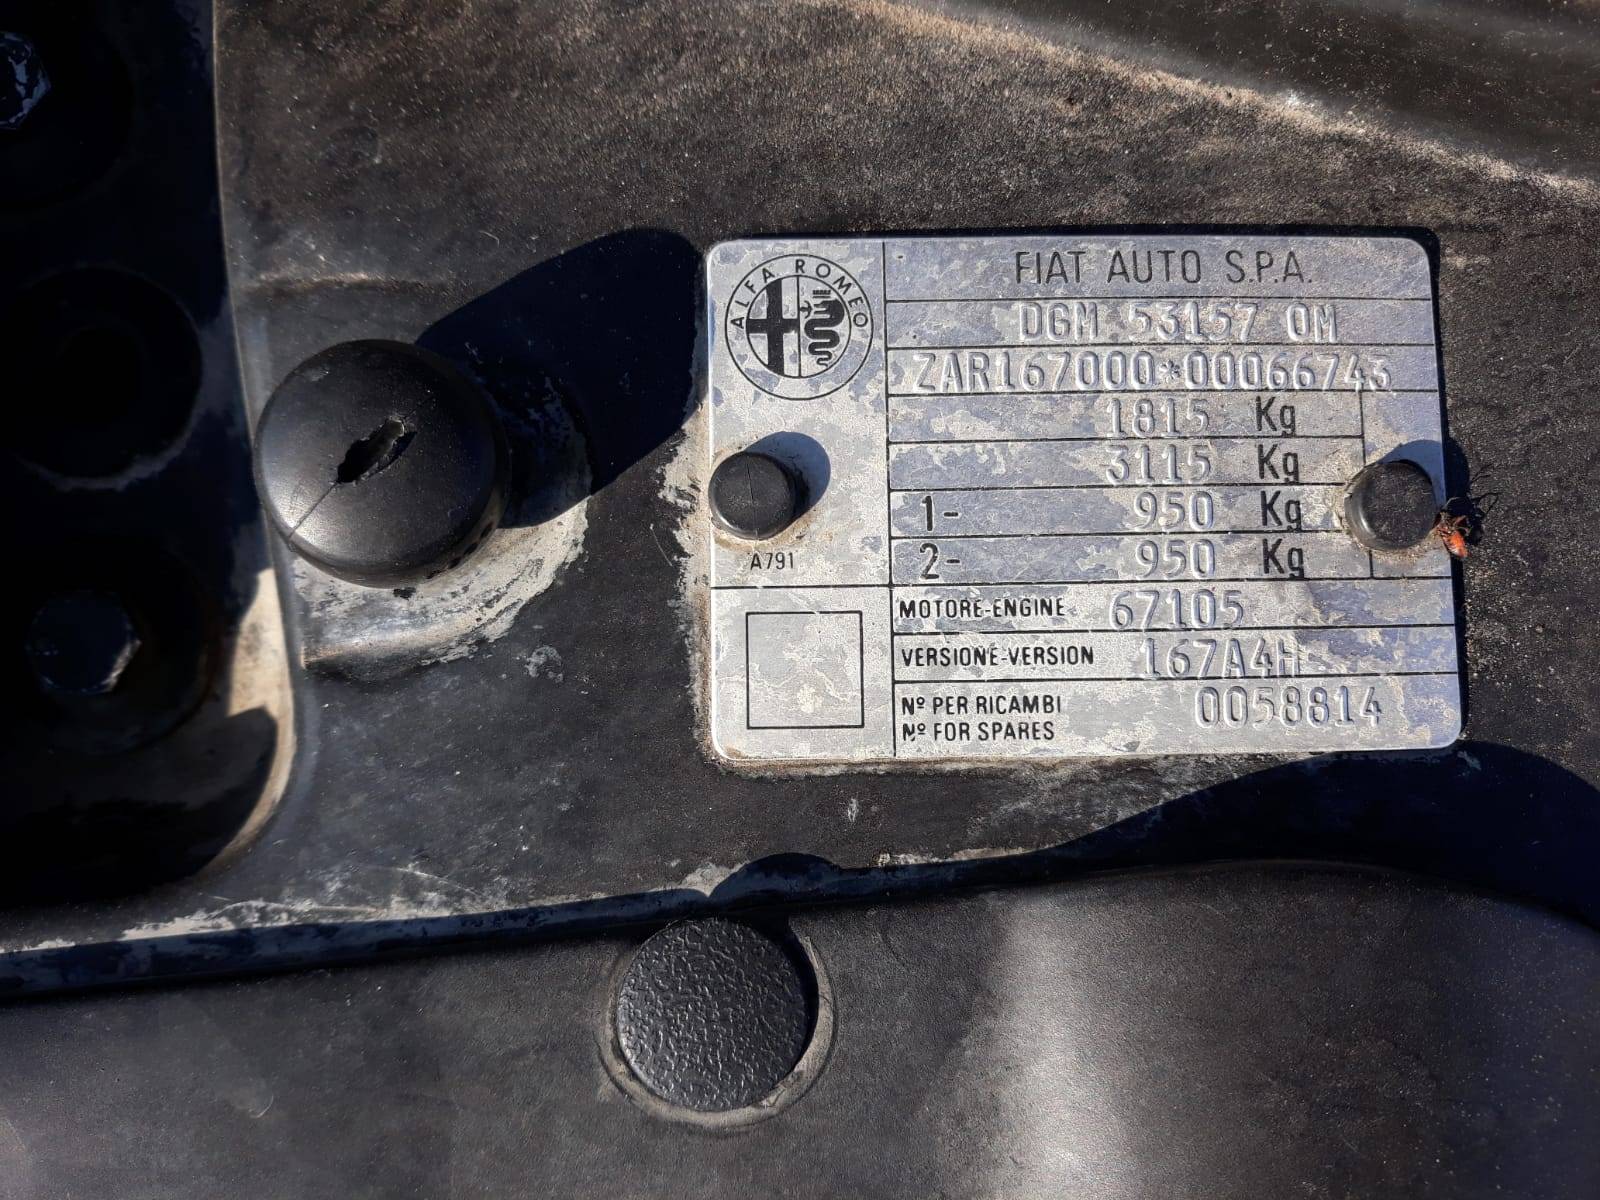 ALFA ROMEO
FIAT AUTO S.P.A.
DGM 53157 OM
ZAR167000*00066743
1815 Kg
3115 Kg
1- 950 Kg
2- 950 Kg
A791
MOTORE-ENGINE 67105
VERSIONE-VERSION 167A4H
Nº PER RICAMBI 0058814
Nº FOR SPARES